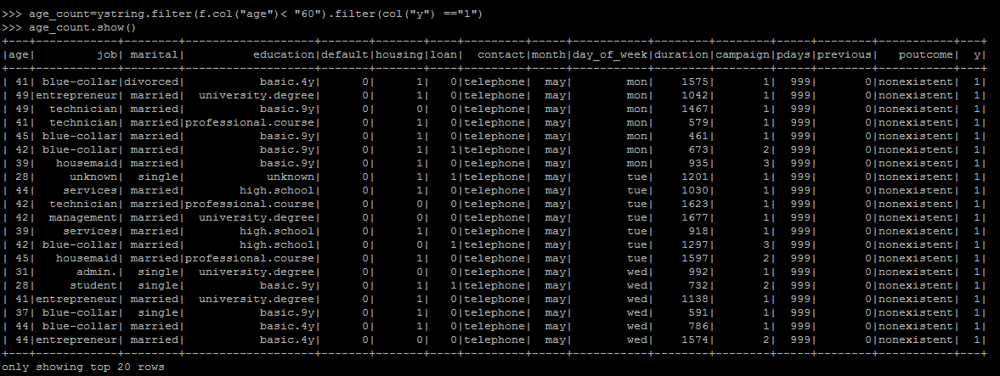 >>> age_count=ystring.filter(f.col("age")< "60").filter(col("y") =="1")
>>> age_count.show()
+---+------------+--------+-------------------+-------+-------+----+---------+-----+-----------+--------+--------+-----+--------+-----------+---+
|age|         job| marital|          education|default|housing|loan|  contact|month|day_of_week|duration|campaign|pdays|previous|   poutcome|  y|
+---+------------+--------+-------------------+-------+-------+----+---------+-----+-----------+--------+--------+-----+--------+-----------+---+
| 41| blue-collar|divorced|           basic.4y|      0|      1|   0|telephone|  may|        mon|    1575|       1|  999|       0|nonexistent|  1|
| 49|entrepreneur| married|  university.degree|      0|      1|   0|telephone|  may|        mon|    1042|       1|  999|       0|nonexistent|  1|
| 49|  technician| married|           basic.9y|      0|      1|   0|telephone|  may|        mon|    1467|       1|  999|       0|nonexistent|  1|
| 41|  technician| married|professional.course|      0|      1|   0|telephone|  may|        mon|     579|       1|  999|       0|nonexistent|  1|
| 45| blue-collar| married|           basic.9y|      0|      1|   0|telephone|  may|        mon|     461|       1|  999|       0|nonexistent|  1|
| 42| blue-collar| married|           basic.9y|      0|      1|   1|telephone|  may|        mon|     673|       2|  999|       0|nonexistent|  1|
| 39|   housemaid| married|           basic.9y|      0|      1|   0|telephone|  may|        mon|     935|       3|  999|       0|nonexistent|  1|
| 28|     unknown|  single|            unknown|      0|      1|   1|telephone|  may|        tue|    1201|       1|  999|       0|nonexistent|  1|
| 44|    services| married|        high.school|      0|      1|   0|telephone|  may|        tue|    1030|       1|  999|       0|nonexistent|  1|
| 42|  technician| married|professional.course|      0|      0|   0|telephone|  may|        tue|    1623|       1|  999|       0|nonexistent|  1|
| 42|  management| married|  university.degree|      0|      0|   0|telephone|  may|        tue|    1677|       1|  999|       0|nonexistent|  1|
| 39|    services| married|        high.school|      0|      1|   0|telephone|  may|        tue|     918|       1|  999|       0|nonexistent|  1|
| 42| blue-collar| married|        high.school|      0|      1|   0|telephone|  may|        tue|    1297|       3|  999|       0|nonexistent|  1|
| 45|   housemaid| married|professional.course|      0|      1|   0|telephone|  may|        tue|    1597|       2|  999|       0|nonexistent|  1|
| 31|      admin.|  single|  university.degree|      0|      0|   0|telephone|  may|        wed|     992|       1|  999|       0|nonexistent|  1|
| 28|     student|  single|           basic.9y|      0|      1|   1|telephone|  may|        wed|     732|       2|  999|       0|nonexistent|  1|
| 41|entrepreneur| married|  university.degree|      0|      1|   0|telephone|  may|        wed|    1138|       1|  999|       0|nonexistent|  1|
| 37| blue-collar|  single|           basic.9y|      0|      1|   0|telephone|  may|        wed|     591|       1|  999|       0|nonexistent|  1|
| 44| blue-collar| married|           basic.4y|      0|      1|   0|telephone|  may|        wed|     786|       1|  999|       0|nonexistent|  1|
| 44|entrepreneur| married|           basic.4y|      0|      0|   0|telephone|  may|        wed|    1574|       2|  999|       0|nonexistent|  1|
+---+------------+--------+-------------------+-------+-------+----+---------+-----+-----------+--------+--------+-----+--------+-----------+---+
only showing top 20 rows